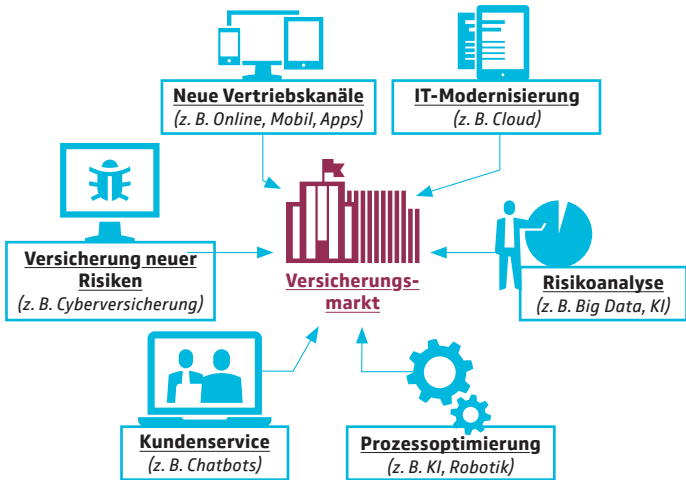 Neue Vertriebskanäle
(z. B. Online, Mobil, Apps)
IT-Modernisierung
(z. B. Cloud)
Versicherung neuer
Risiken
(z. B. Cyberversicherung)
Versicherungs-
markt
Risikoanalyse
(z. B. Big Data, KI)
Kundenservice
(z. B. Chatbots)
Prozessoptimierung
(z. B. KI, Robotik)